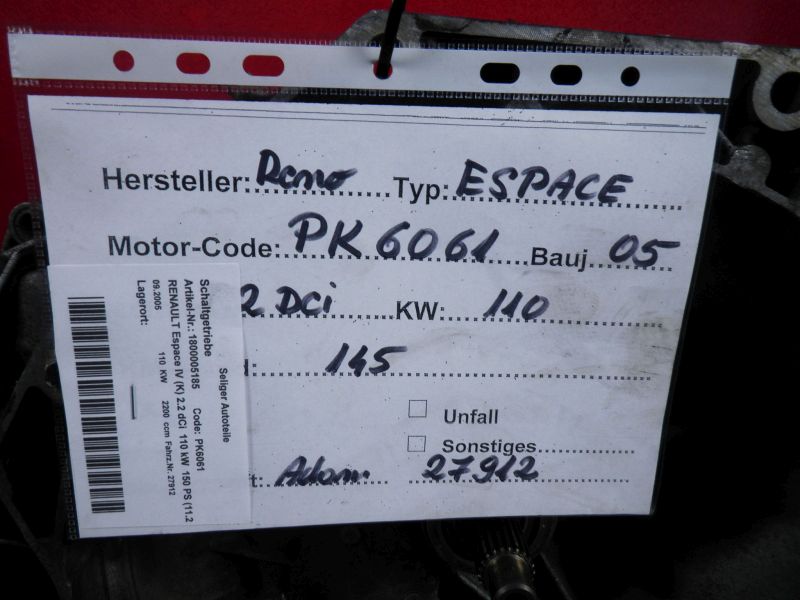 Hersteller: Reno Typ: ESPACE
Motor-Code: PK6061 Bauj. 05
2 DCi KW: 110
: 145
Unfall
Sonstiges
t: Adam 27912
Seliger Autoteile
Schaltgetriebe
Artikel-Nr.: 1800005185 Code: PK6061
RENAULT Espace IV (K) 2.2 dCi 110 kW 150 PS (11.2
09.2005 110 KW 2200 ccm Fahrz.Nr. 27912
Lagerort: